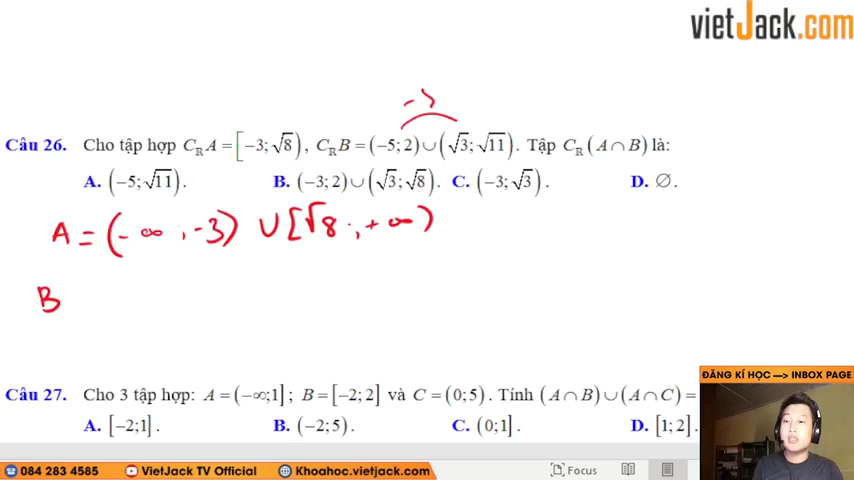 vietJack.com
-3
Câu 26. Cho tập hợp C_ℝA = [-3;√8), C_ℝB = (-5;2)∪(√3;√11). Tập C_ℝ(A∩B) là:
A. (-5;√11). B. (-3;2)∪(√3;√8). C. (-3;√3). D. ∅.
A = (-∞ ; -3) ∪ [√8 ; +∞)
B
ĐĂNG KÍ HỌC —> INBOX PAGE
Câu 27. Cho 3 tập hợp: A = (-∞;1]; B = [-2;2] và C = (0;5). Tính (A∩B)∪(A∩C) =
A. [-2;1]. B. (-2;5). C. (0;1]. D. [1;2].
084 283 4585 VietJack TV Official Khoahoc.vietjack.com Focus